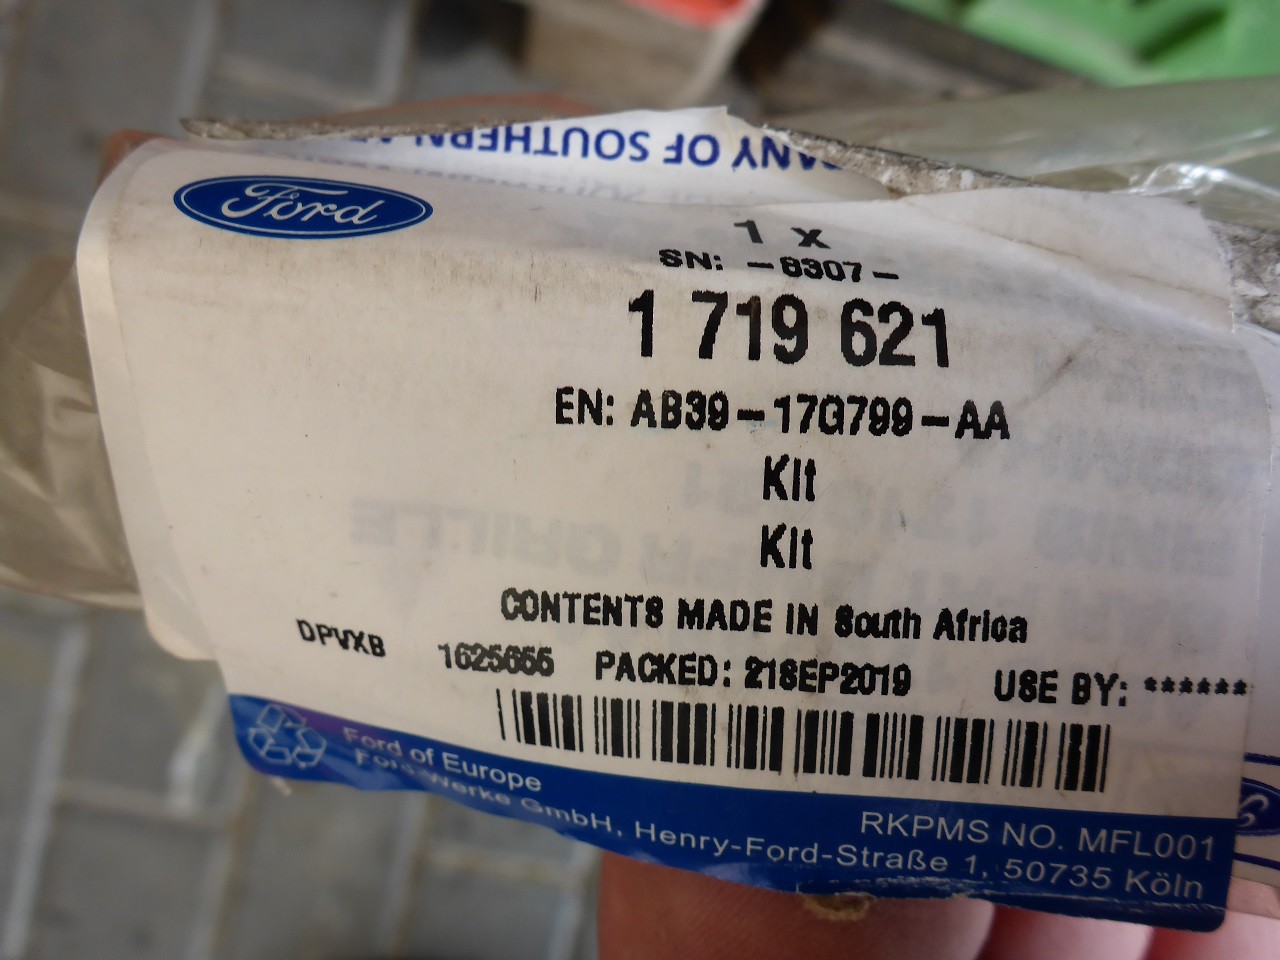 PANY OF SOUTHERN
Ford
1 X
SN: -8307-
1 719 621
EN: AB39-17G799-AA
Kit
Kit
CONTENTS MADE IN South Africa
DPVXB 1625655 PACKED: 21SEP2019 USE BY: ******
Ford of Europe
Ford-Werke GmbH, Henry-Ford-Straße 1, 50735 Köln
RKPMS NO. MFL001